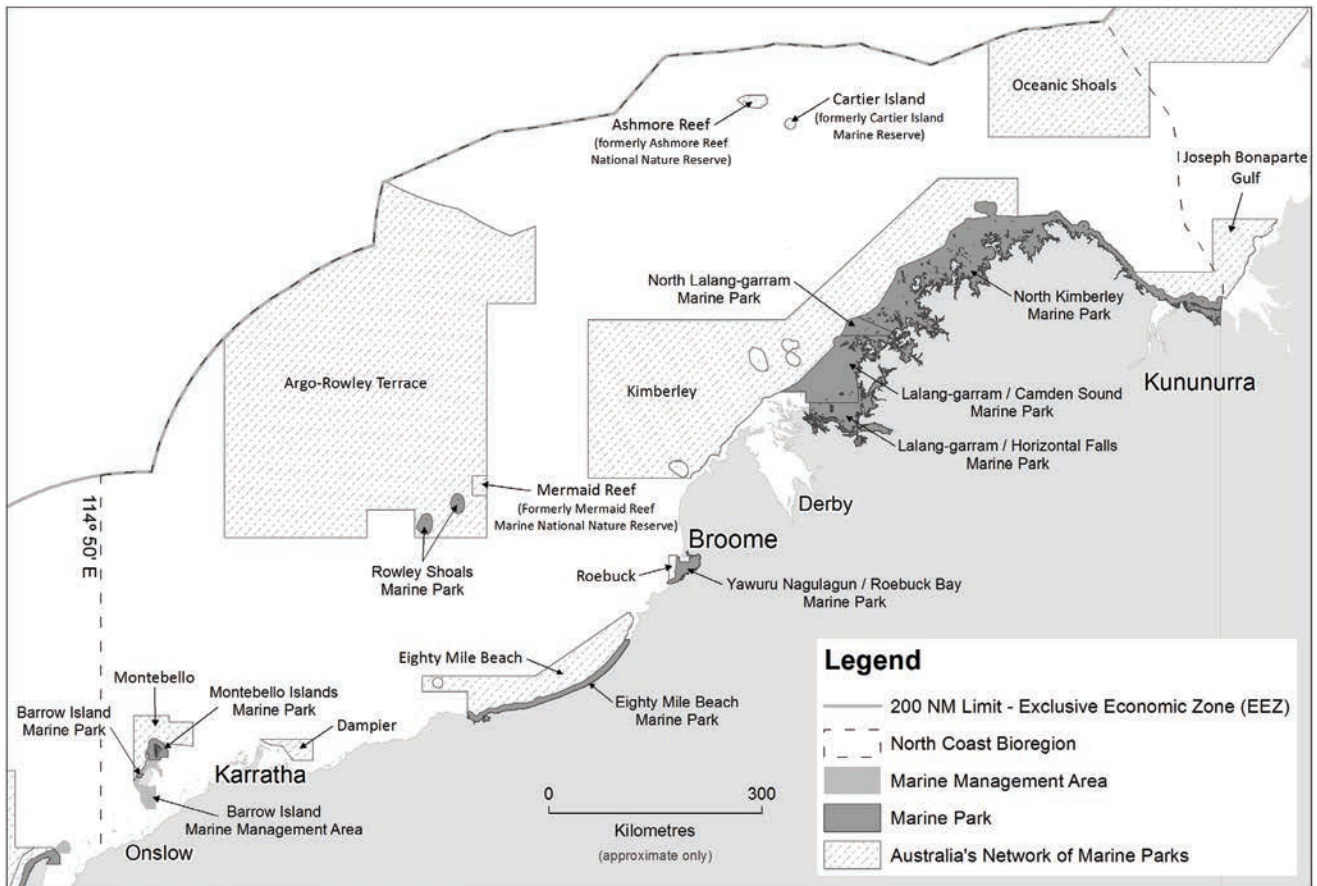 Oceanic Shoals
Cartier Island
(formerly Cartier Island
Marine Reserve)
Ashmore Reef
(formerly Ashmore Reef
National Nature Reserve)
Joseph Bonaparte
Gulf
North Lalang-garram
Marine Park
North Kimberley
Marine Park
Argo-Rowley Terrace
Kimberley
Kununurra
Lalang-garram / Camden Sound
Marine Park
Lalang-garram / Horizontal Falls
Marine Park
114° 50' E
Mermaid Reef
(Formerly Mermaid Reef
Marine National Nature Reserve)
Derby
Broome
Rowley Shoals
Marine Park
Roebuck
Yawuru Nagulagun / Roebuck Bay
Marine Park
Eighty Mile Beach
Montebello
Montebello Islands
Marine Park
Barrow Island
Marine Park
Eighty Mile Beach
Marine Park
Dampier
Karratha
Barrow Island
Marine Management Area
Onslow
0 300
Kilometres
(approximate only)
Legend
200 NM Limit - Exclusive Economic Zone (EEZ)
North Coast Bioregion
Marine Management Area
Marine Park
Australia's Network of Marine Parks